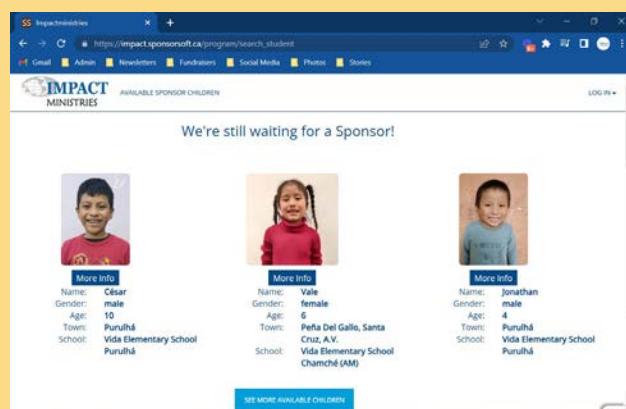 SS Impactministries
https://impact.sponsorsoft.ca/program/search_student
Gmail Admin Newsletters Fundraisers Social Media Photos Stories
IMPACT
MINISTRIES
AVAILABLE SPONSOR CHILDREN
LOG IN
We're still waiting for a Sponsor!
More Info
Name: César
Gender: male
Age: 10
Town: Purulhá
School: Vida Elementary School
Purulhá
More Info
Name: Vale
Gender: female
Age: 6
Town: Peña Del Gallo, Santa
Cruz, A.V.
School: Vida Elementary School
Chamché (AM)
More Info
Name: Jonathan
Gender: male
Age: 4
Town: Purulhá
School: Vida Elementary School
Purulhá
SEE MORE AVAILABLE CHILDREN